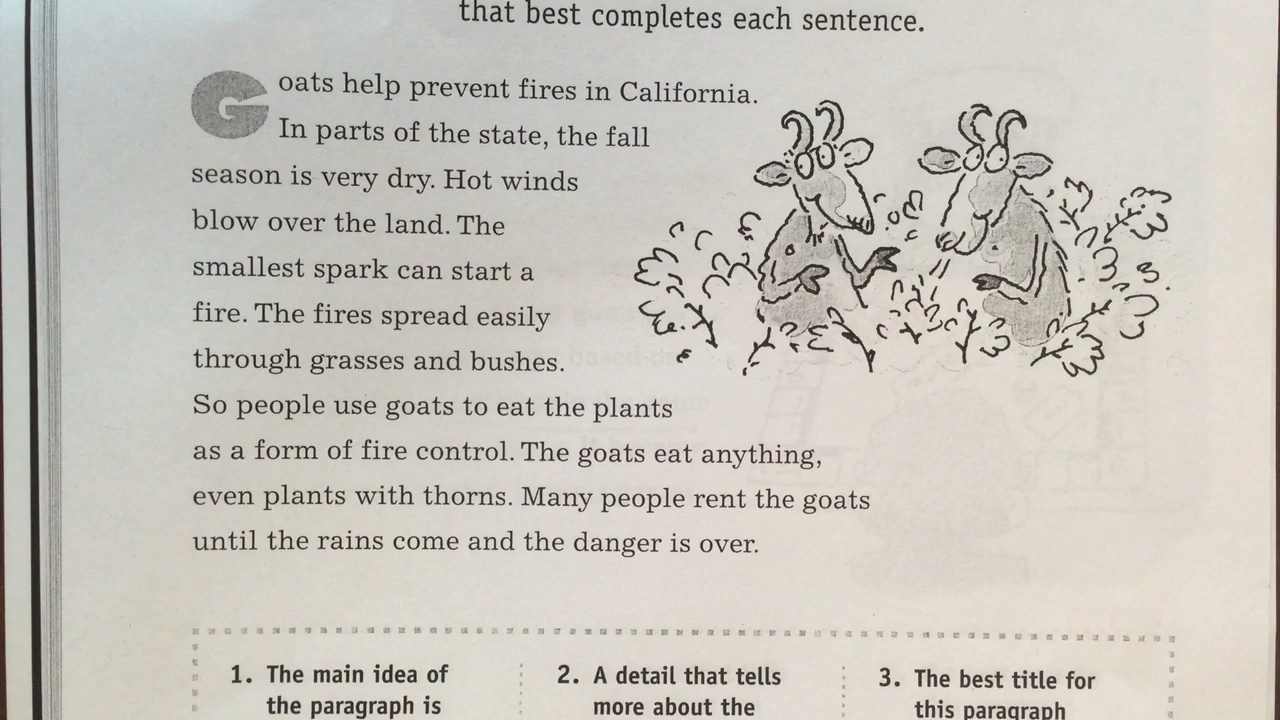 that best completes each sentence.
Goats help prevent fires in California.
In parts of the state, the fall
season is very dry. Hot winds
blow over the land. The
smallest spark can start a
fire. The fires spread easily
through grasses and bushes.
So people use goats to eat the plants
as a form of fire control. The goats eat anything,
even plants with thorns. Many people rent the goats
until the rains come and the danger is over.
1. The main idea of
the paragraph is
2. A detail that tells
more about the
3. The best title for
this paragraph